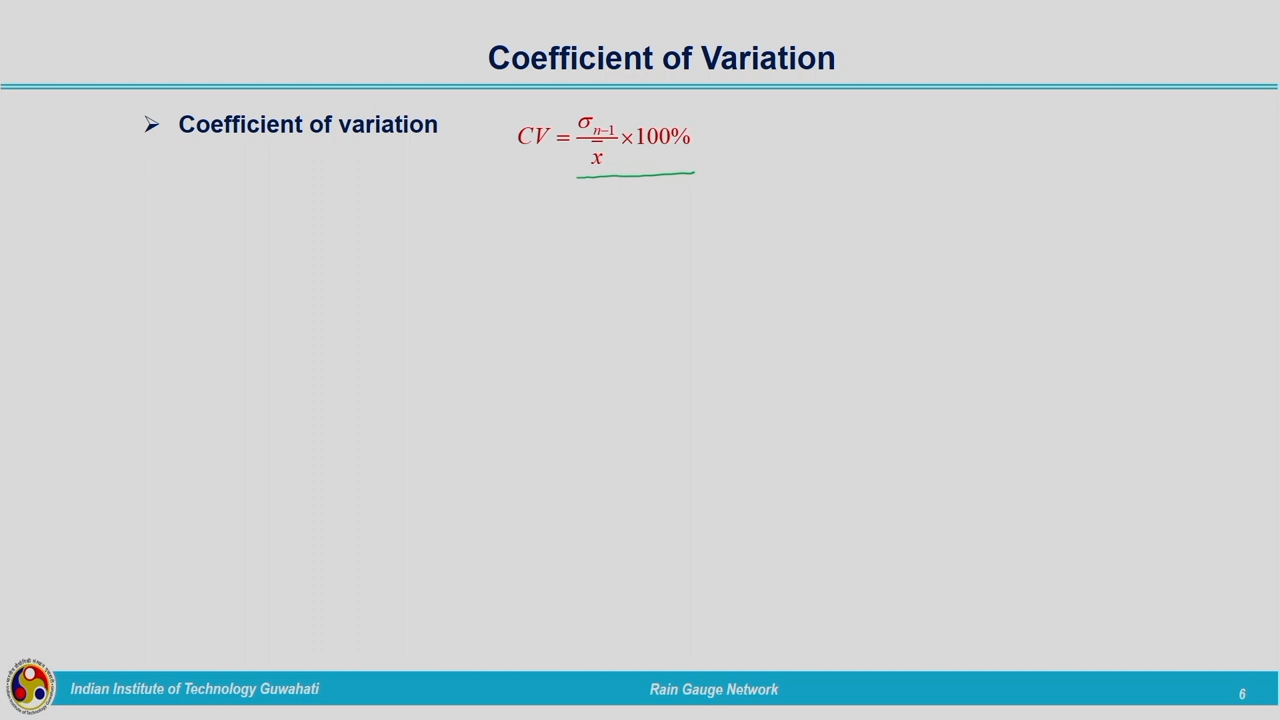 Coefficient of Variation
➢ Coefficient of variation
CV = σₙ₋₁ / x̄ × 100%
Indian Institute of Technology Guwahati
Rain Gauge Network
6